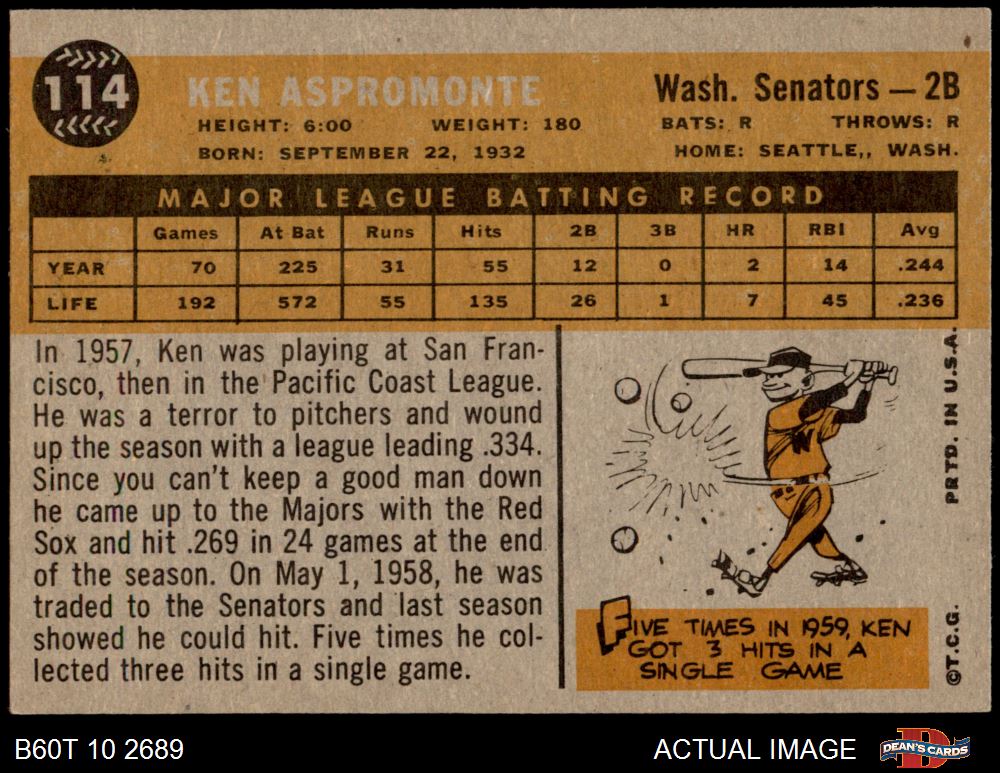 114
KEN ASPROMONTE
Wash. Senators — 2B
HEIGHT: 6:00 WEIGHT: 180 BATS: R THROWS: R
BORN: SEPTEMBER 22, 1932 HOME: SEATTLE,, WASH.
MAJOR LEAGUE BATTING RECORD
Games At Bat Runs Hits 2B 3B HR RBI Avg
YEAR 70 225 31 55 12 0 2 14 .244
LIFE 192 572 55 135 26 1 7 45 .236
In 1957, Ken was playing at San Fran-
cisco, then in the Pacific Coast League.
He was a terror to pitchers and wound
up the season with a league leading .334.
Since you can't keep a good man down
he came up to the Majors with the Red
Sox and hit .269 in 24 games at the end
of the season. On May 1, 1958, he was
traded to the Senators and last season
showed he could hit. Five times he col-
lected three hits in a single game.
W
FIVE TIMES IN 1959, KEN
GOT 3 HITS IN A
SINGLE GAME
©T.C.G. PRTD. IN U.S.A.
B60T 10 2689
ACTUAL IMAGE
DEAN'S CARDS